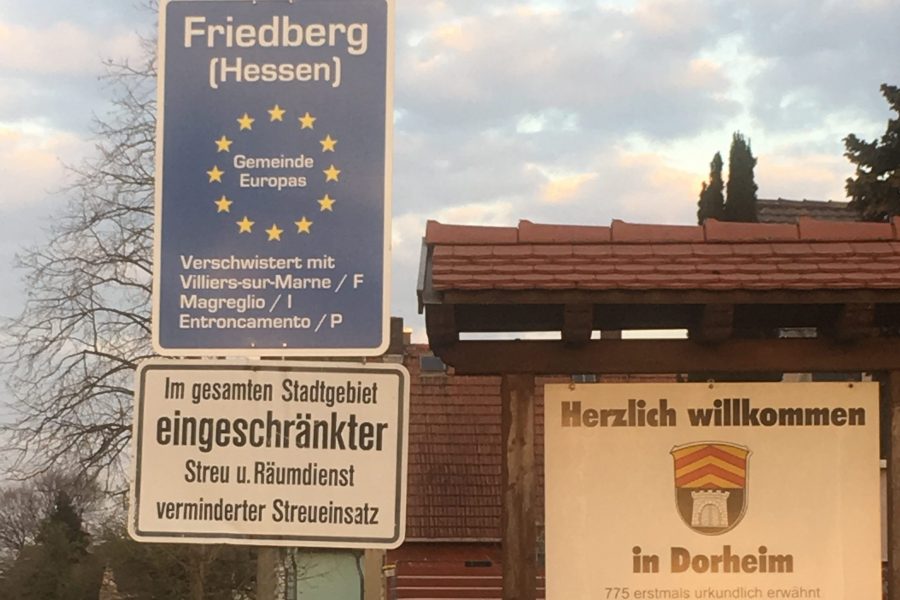 Friedberg
(Hessen)
Gemeinde
Europas
Verschwistert mit
Villiers-sur-Marne / F
Magreglio / I
Entroncamento / P
Im gesamten Stadtgebiet
eingeschränkter
Streu u. Räumdienst
verminderter Streueinsatz
Herzlich willkommen
in Dorheim
775 erstmals urkundlich erwähnt